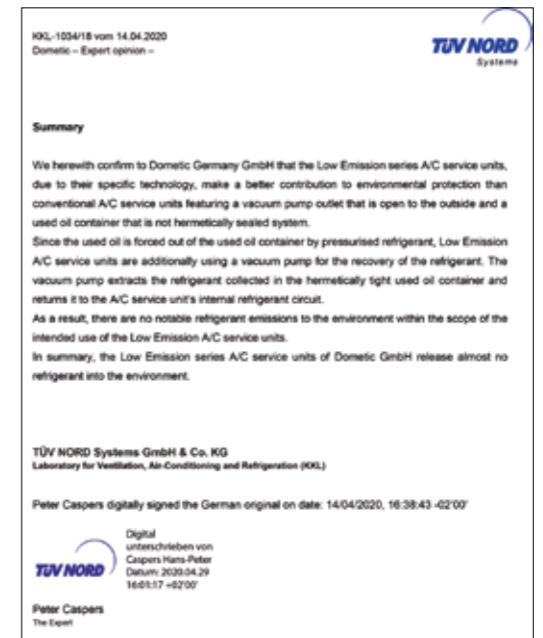 KKL-1034/18 vom 14.04.2020
Dometic – Expert opinion –
TÜV NORD
Systems
Summary
We herewith confirm to Dometic Germany GmbH that the Low Emission series A/C service units,
due to their specific technology, make a better contribution to environmental protection than
conventional A/C service units featuring a vacuum pump outlet that is open to the outside and a
used oil container that is not hermetically sealed system.
Since the used oil is forced out of the used oil container by pressurised refrigerant, Low Emission
A/C service units are additionally using a vacuum pump for the recovery of the refrigerant. The
vacuum pump extracts the refrigerant collected in the hermetically tight used oil container and
returns it to the A/C service unit's internal refrigerant circuit.
As a result, there are no notable refrigerant emissions to the environment within the scope of the
intended use of the Low Emission A/C service units.
In summary, the Low Emission series A/C service units of Dometic GmbH release almost no
refrigerant into the environment.
TÜV NORD Systems GmbH & Co. KG
Laboratory for Ventilation, Air-Conditioning and Refrigeration (KKL)
Peter Caspers digitally signed the German original on date: 14/04/2020, 16:38:43 -02'00'
Digital
unterschrieben von
Caspers Hans-Peter
Datum: 2020.04.29
16:01:17 +02'00'
TÜV NORD
Peter Caspers
The Expert